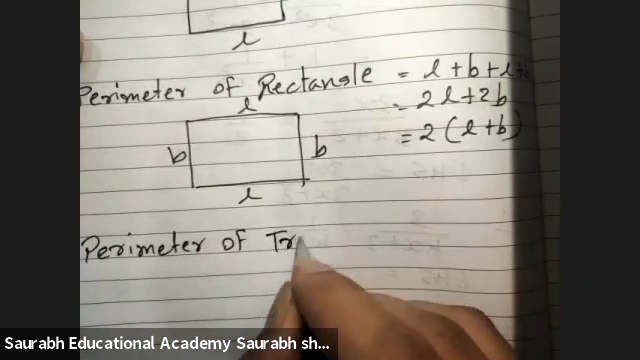 l
Perimeter of Rectangle = l + b + l +
= 2l + 2b
= 2 (l + b)
l
b
b
l
Perimeter of Tr
Saurabh Educational Academy Saurabh sh...